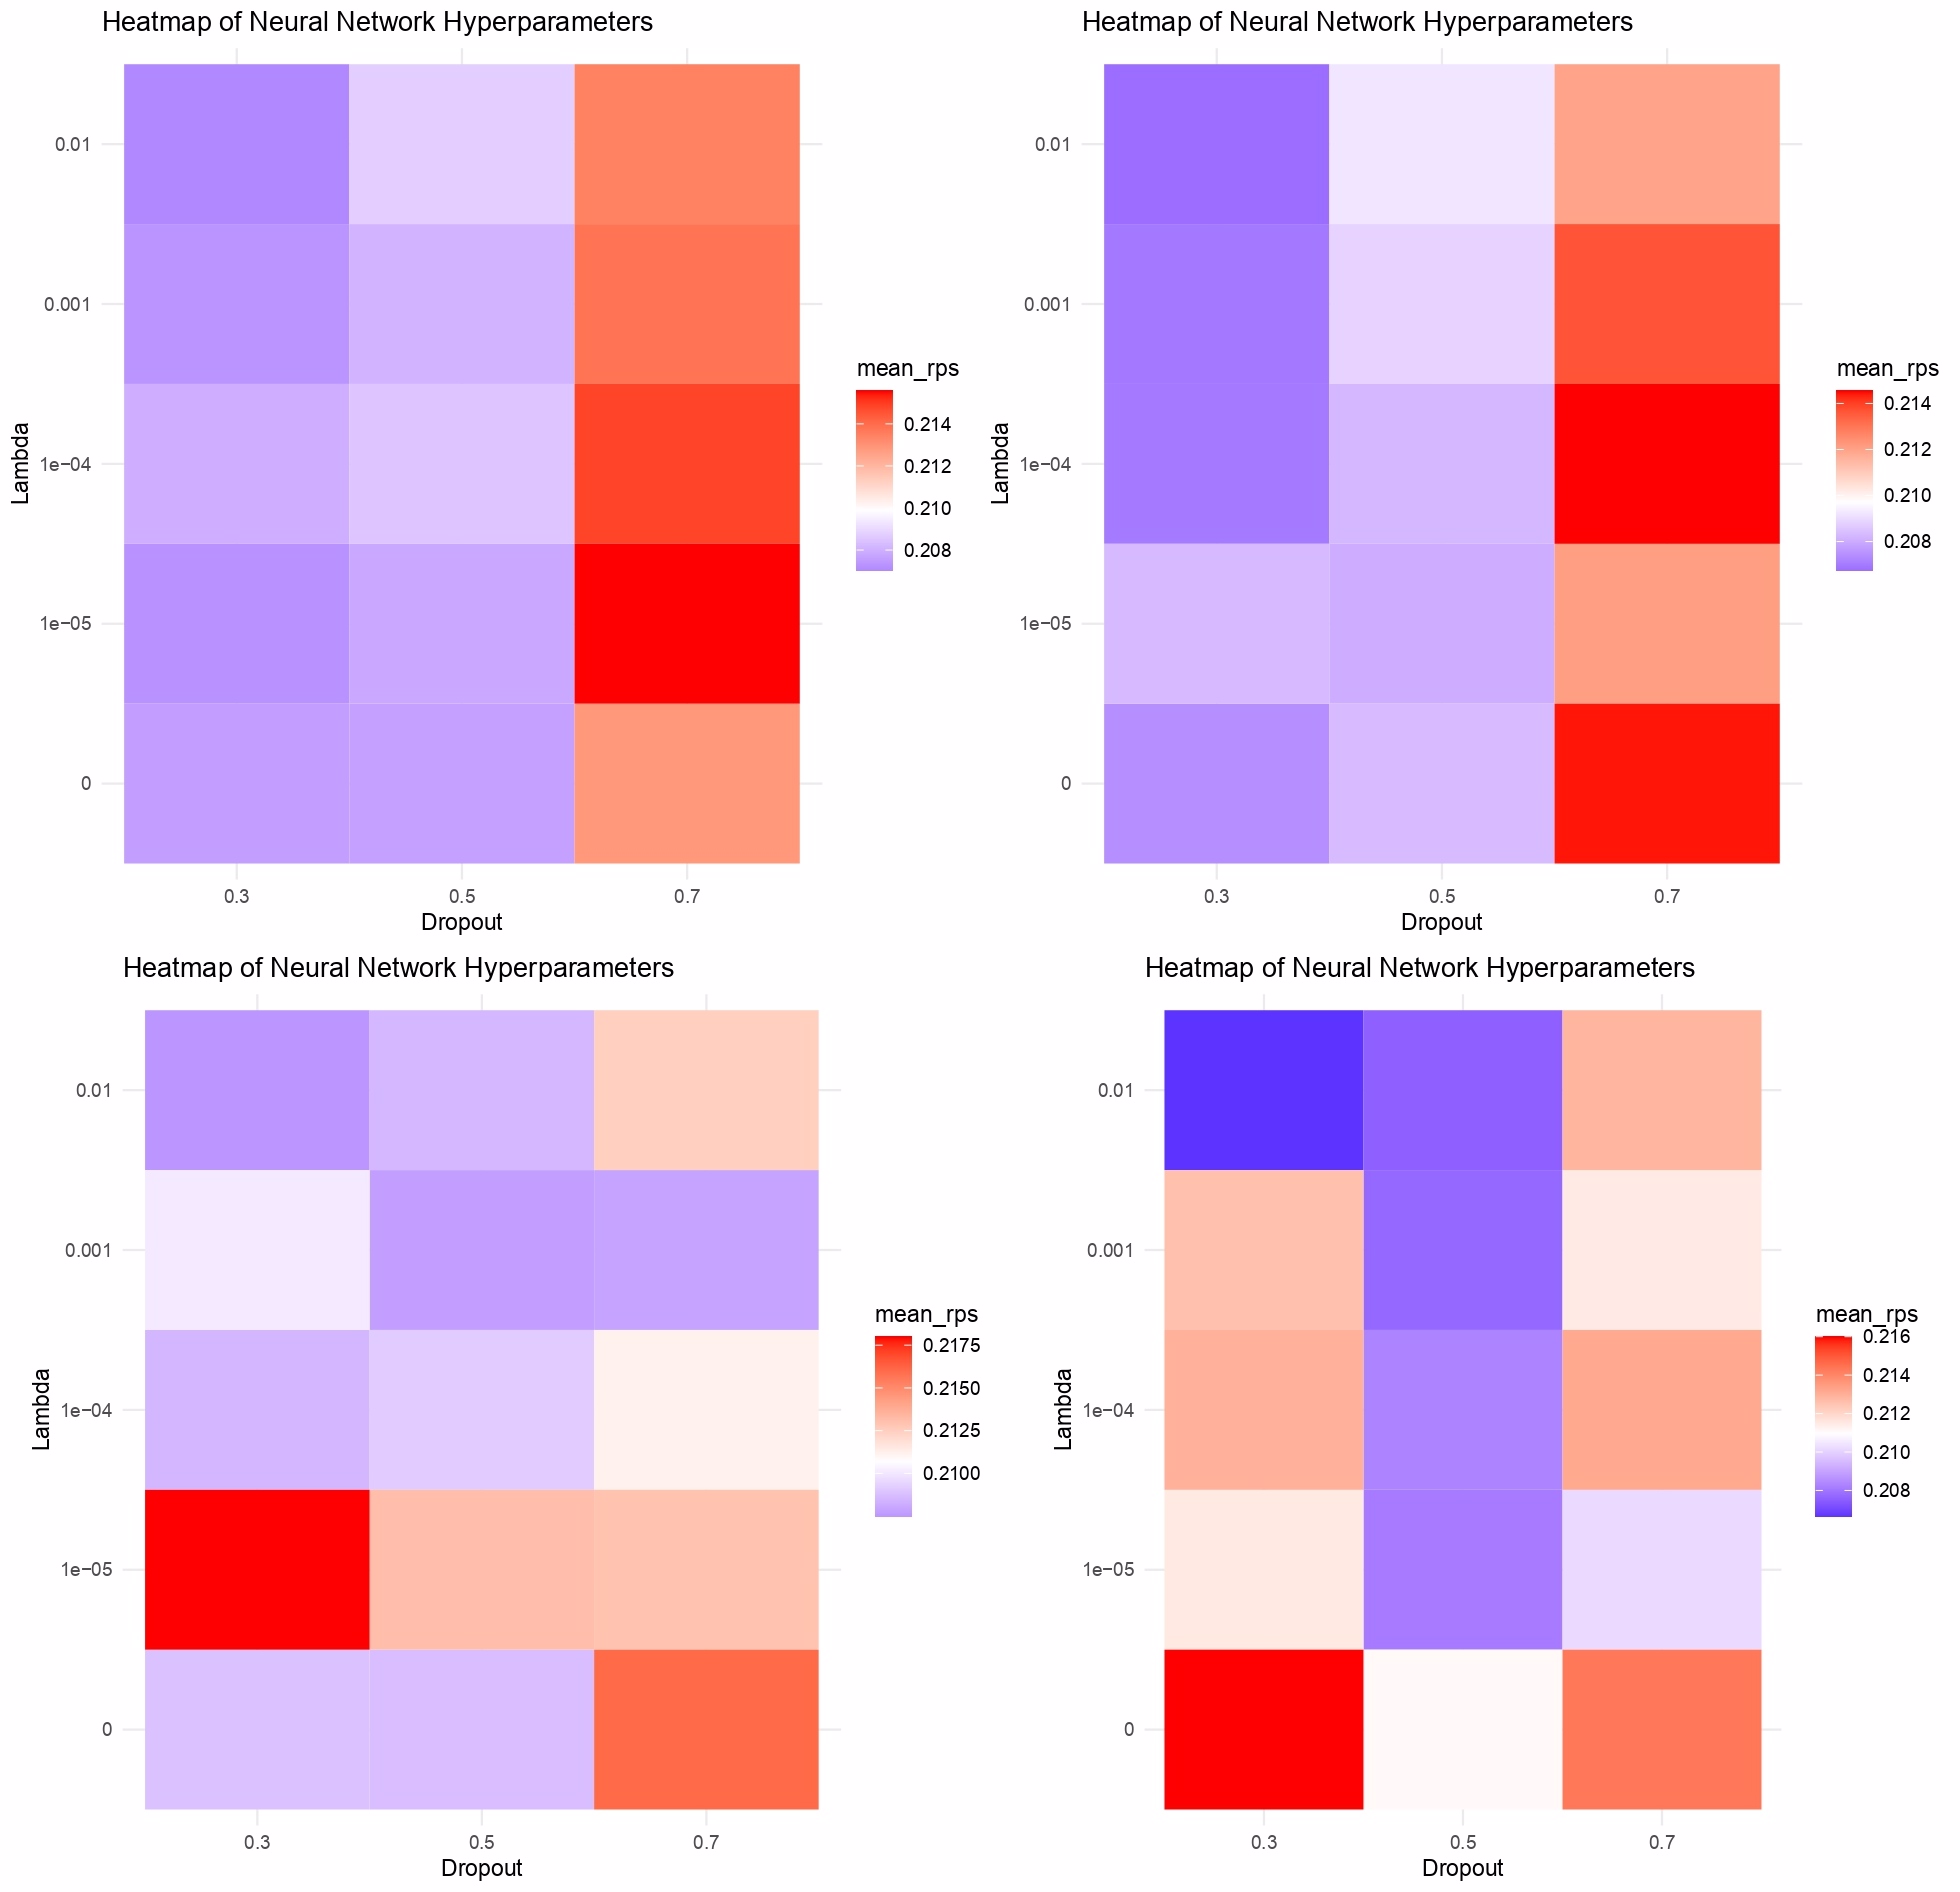 Heatmap of Neural Network Hyperparameters
Lambda
0.01
0.001
1e−04
1e−05
0
0.3 0.5 0.7
Dropout
mean_rps
0.214
0.212
0.210
0.208
Heatmap of Neural Network Hyperparameters
Lambda
0.01
0.001
1e−04
1e−05
0
0.3 0.5 0.7
Dropout
mean_rps
0.214
0.212
0.210
0.208
Heatmap of Neural Network Hyperparameters
Lambda
0.01
0.001
1e−04
1e−05
0
0.3 0.5 0.7
Dropout
mean_rps
0.2175
0.2150
0.2125
0.2100
Heatmap of Neural Network Hyperparameters
Lambda
0.01
0.001
1e−04
1e−05
0
0.3 0.5 0.7
Dropout
mean_rps
0.216
0.214
0.212
0.210
0.208